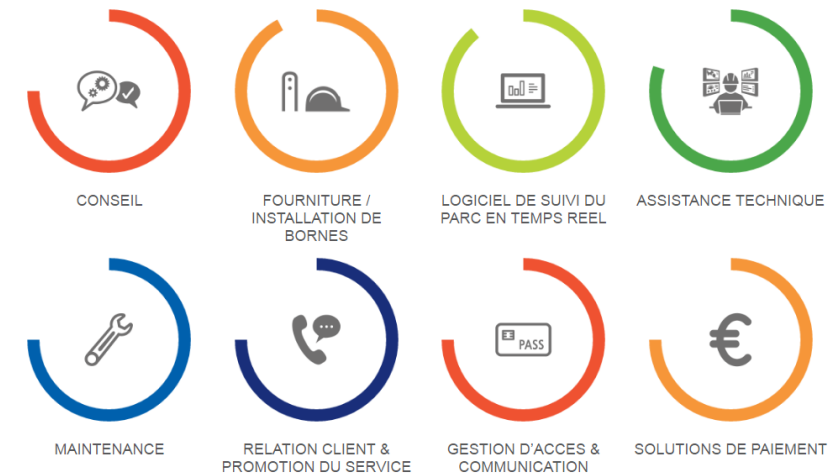 CONSEIL
FOURNITURE /
INSTALLATION DE
BORNES
LOGICIEL DE SUIVI DU
PARC EN TEMPS REEL
ASSISTANCE TECHNIQUE
MAINTENANCE
RELATION CLIENT &
PROMOTION DU SERVICE
PASS
GESTION D'ACCES &
COMMUNICATION
€
SOLUTIONS DE PAIEMENT